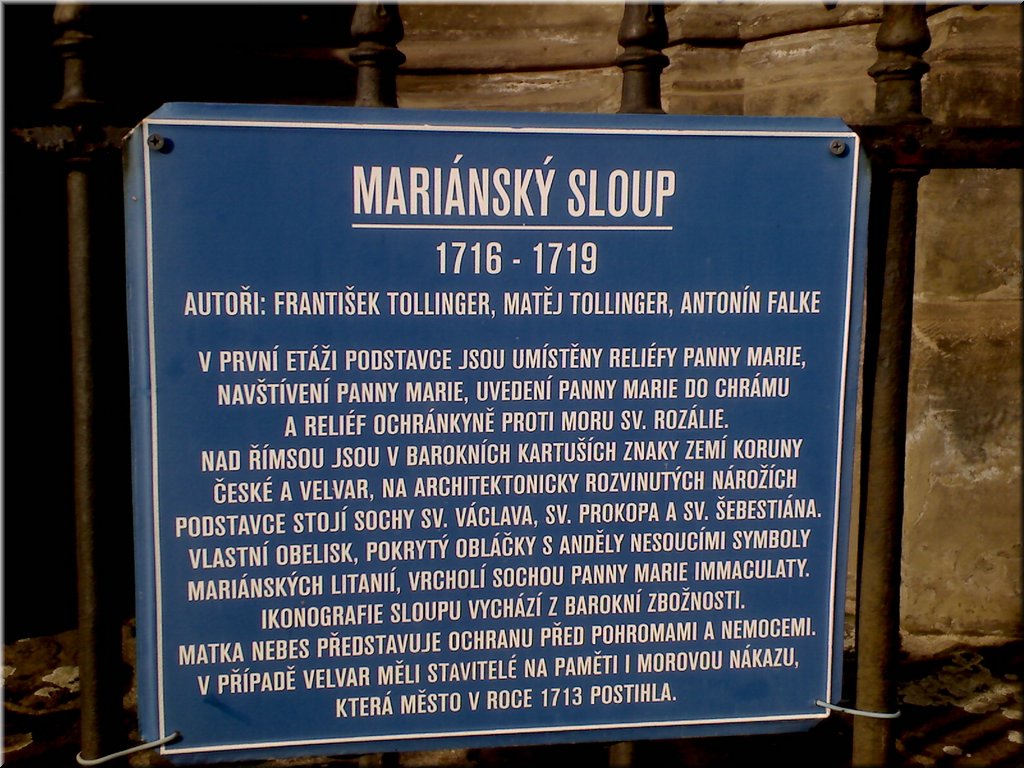 MARIÁNSKÝ SLOUP
1716 - 1719
AUTOŘI: FRANTIŠEK TOLLINGER, MATĚJ TOLLINGER, ANTONÍN FALKE
V PRVNÍ ETÁŽI PODSTAVCE JSOU UMÍSTĚNY RELIÉFY PANNY MARIE,
NAVŠTÍVENÍ PANNY MARIE, UVEDENÍ PANNY MARIE DO CHRÁMU
A RELIÉF OCHRÁNKYNĚ PROTI MORU SV. ROZÁLIE.
NAD ŘÍMSOU JSOU V BAROKNÍCH KARTUŠÍCH ZNAKY ZEMÍ KORUNY
ČESKÉ A VELVAR, NA ARCHITEKTONICKY ROZVINUTÝCH NÁROŽÍCH
PODSTAVCE STOJÍ SOCHY SV. VÁCLAVA, SV. PROKOPA A SV. ŠEBESTIÁNA.
VLASTNÍ OBELISK, POKRYTÝ OBLÁČKY S ANDĚLY NESOUCÍMI SYMBOLY
MARIÁNSKÝCH LITANIÍ, VRCHOLÍ SOCHOU PANNY MARIE IMMACULATY.
IKONOGRAFIE SLOUPU VYCHÁZÍ Z BAROKNÍ ZBOŽNOSTI.
MATKA NEBES PŘEDSTAVUJE OCHRANU PŘED POHROMAMI A NEMOCEMI.
V PŘÍPADĚ VELVAR MĚLI STAVITELÉ NA PAMĚTI I MOROVOU NÁKAZU,
KTERÁ MĚSTO V ROCE 1713 POSTIHLA.